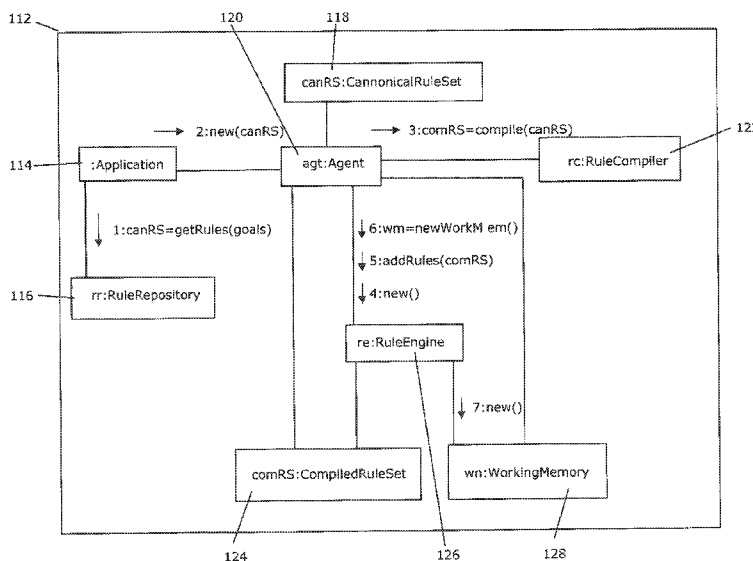 112
120
118
canRS:CannonicalRuleSet
2:new(canRS)
3:comRS=compile(canRS)
114
:Application
agt:Agent
rc:RuleCompiler
1:canRS=getRules(goals)
6:wm=newWorkM em()
5:addRules(comRS)
4:new()
116
rr:RuleRepository
re:RuleEngine
7:new()
comRS:CompiledRuleSet
wn:WorkingMemory
124
126
128